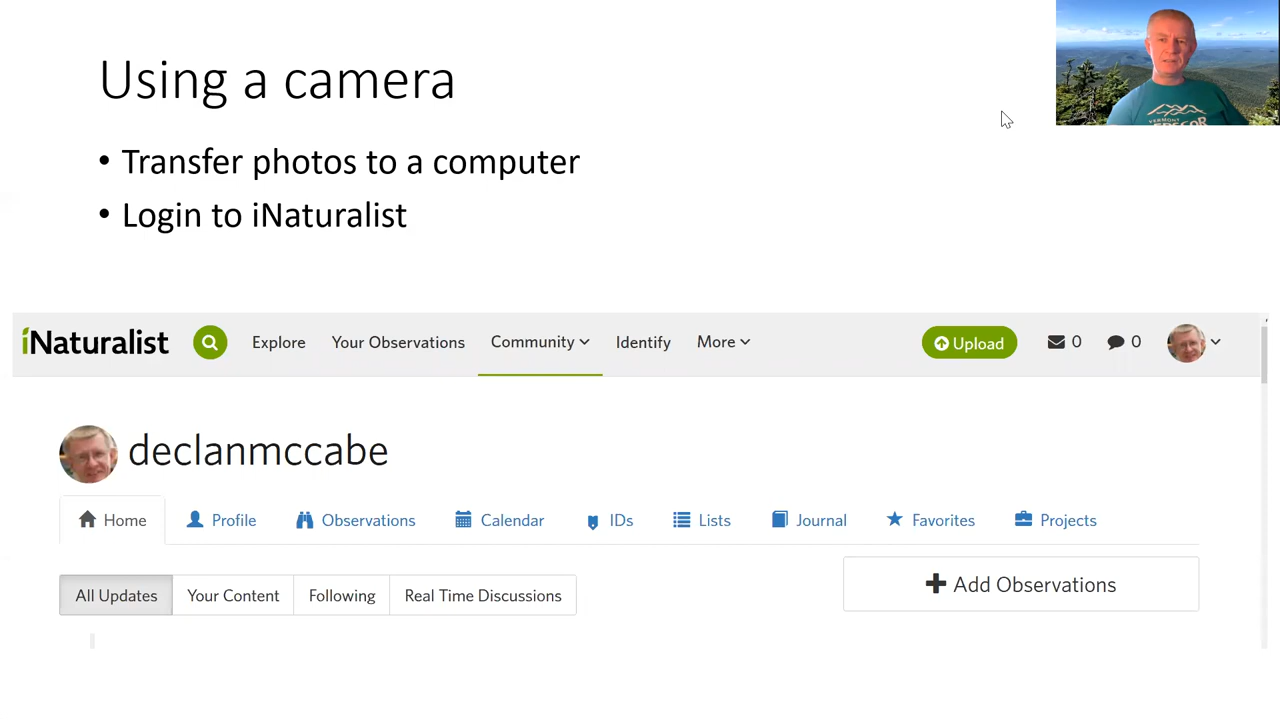 Using a camera
• Transfer photos to a computer
• Login to iNaturalist
iNaturalist Explore Your Observations Community Identify More Upload 0 0
declanmccabe
Home Profile Observations Calendar IDs Lists Journal Favorites Projects
All Updates Your Content Following Real Time Discussions + Add Observations
VERMONT